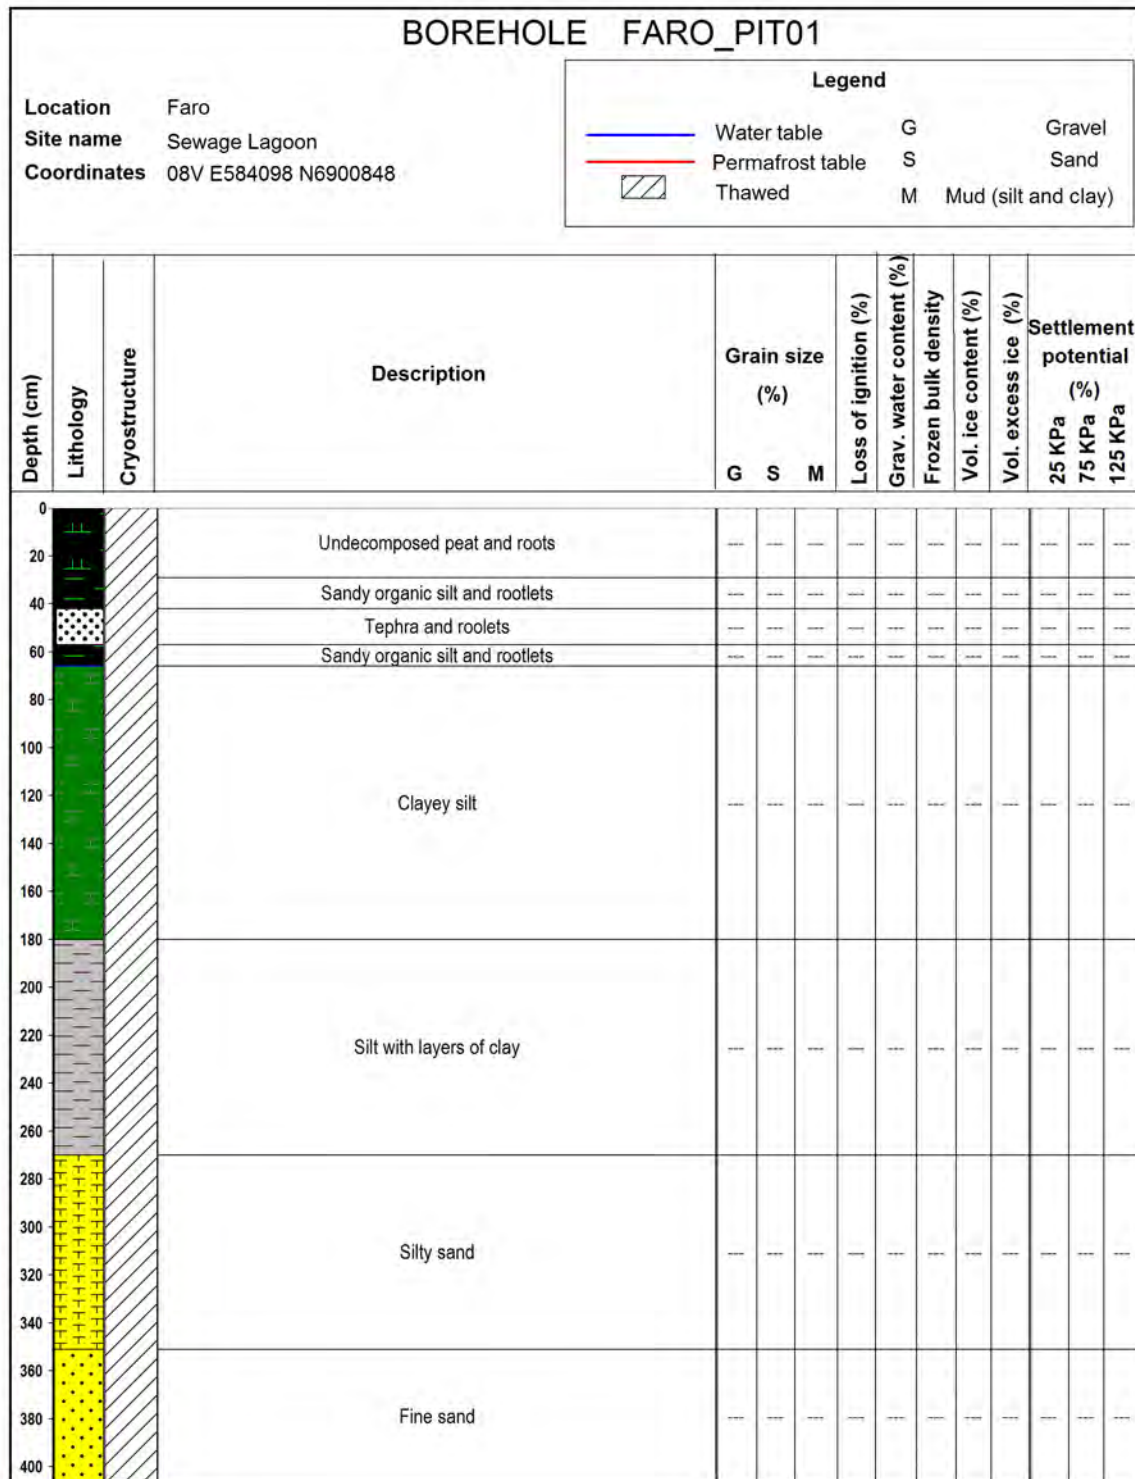 BOREHOLE FARO_PIT01
Legend
Location Faro
Site name Sewage Lagoon
Coordinates 08V E584098 N6900848
Water table G Gravel
Permafrost table S Sand
Thawed M Mud (silt and clay)
Depth (cm)
Lithology
Cryostructure
Description
Grain size
(%)
G S M
Loss of ignition (%)
Grav. water content (%)
Frozen bulk density
Vol. ice content (%)
Vol. excess ice (%)
Settlement
potential
(%)
25 KPa
75 KPa
125 KPa
0
Undecomposed peat and roots --- --- --- --- --- --- --- --- --- --- ---
20
Sandy organic silt and rootlets --- --- --- --- --- --- --- --- --- --- ---
40
Tephra and roolets --- --- --- --- --- --- --- --- --- --- ---
60
Sandy organic silt and rootlets --- --- --- --- --- --- --- --- --- --- ---
80
100
120
Clayey silt --- --- --- --- --- --- --- --- --- --- ---
140
160
180
200
220
Silt with layers of clay --- --- --- --- --- --- --- --- --- --- ---
240
260
280
300
Silty sand --- --- --- --- --- --- --- --- --- --- ---
320
340
360
380
Fine sand --- --- --- --- --- --- --- --- --- --- ---
400